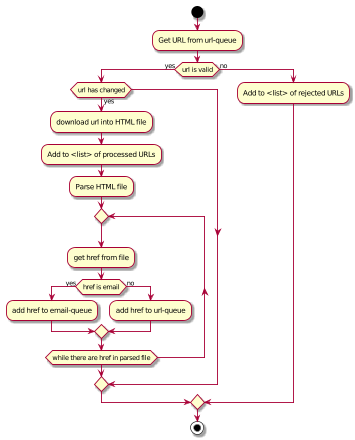 Get URL from url-queue
yes
url is valid
no
url has changed
yes
Add to <list> of rejected URLs
download url into HTML file
Add to <list> of processed URLs
Parse HTML file
get href from file
yes
href is email
no
add href to email-queue
add href to url-queue
while there are href in parsed file